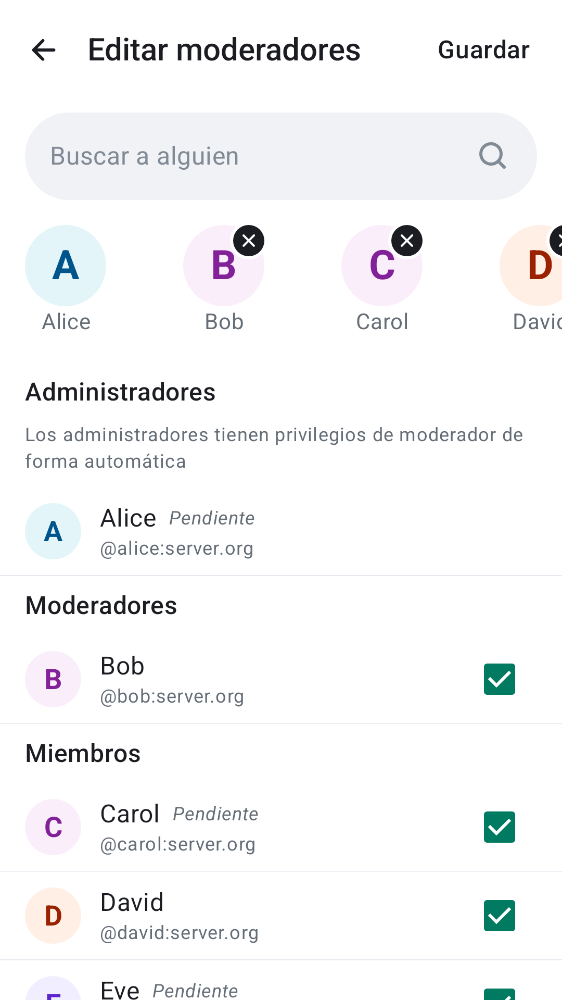 Editar moderadores
Guardar
Buscar a alguien
A
B
C
D
Alice
Bob
Carol
Davi
Administradores
Los administradores tienen privilegios de moderador de
forma automática
A
Alice Pendiente
@alice:server.org
Moderadores
B
Bob
@bob:server.org
Miembros
C
Carol Pendiente
@carol:server.org
D
David
@david:server.org
E
Eve Pendiente